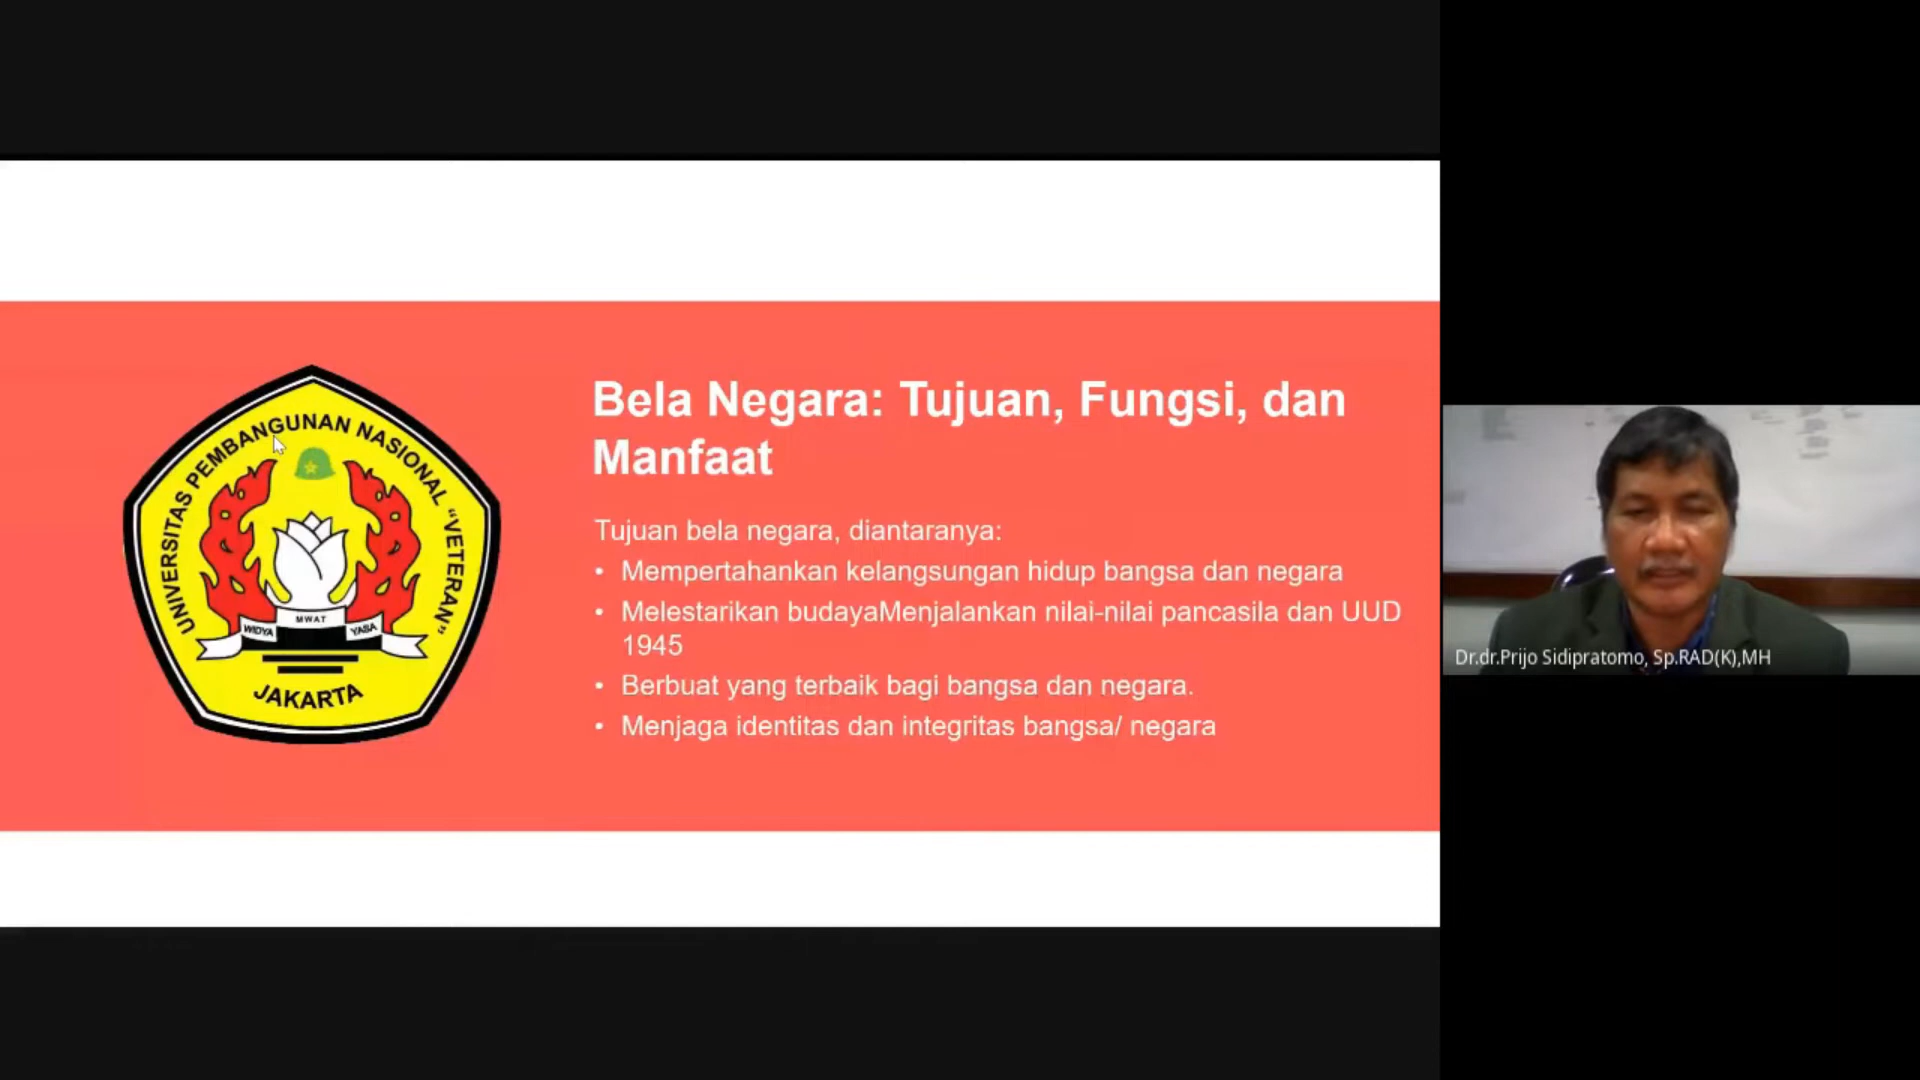 UNIVERSITAS PEMBANGUNAN NASIONAL “VETERAN”
WIDYA
MWAT
YASA
JAKARTA
Bela Negara: Tujuan, Fungsi, dan
Manfaat
Tujuan bela negara, diantaranya:
• Mempertahankan kelangsungan hidup bangsa dan negara
• Melestarikan budayaMenjalankan nilai-nilai pancasila dan UUD
1945
• Berbuat yang terbaik bagi bangsa dan negara.
• Menjaga identitas dan integritas bangsa/ negara
Dr.dr.Prijo Sidipratomo, Sp.RAD(K),MH